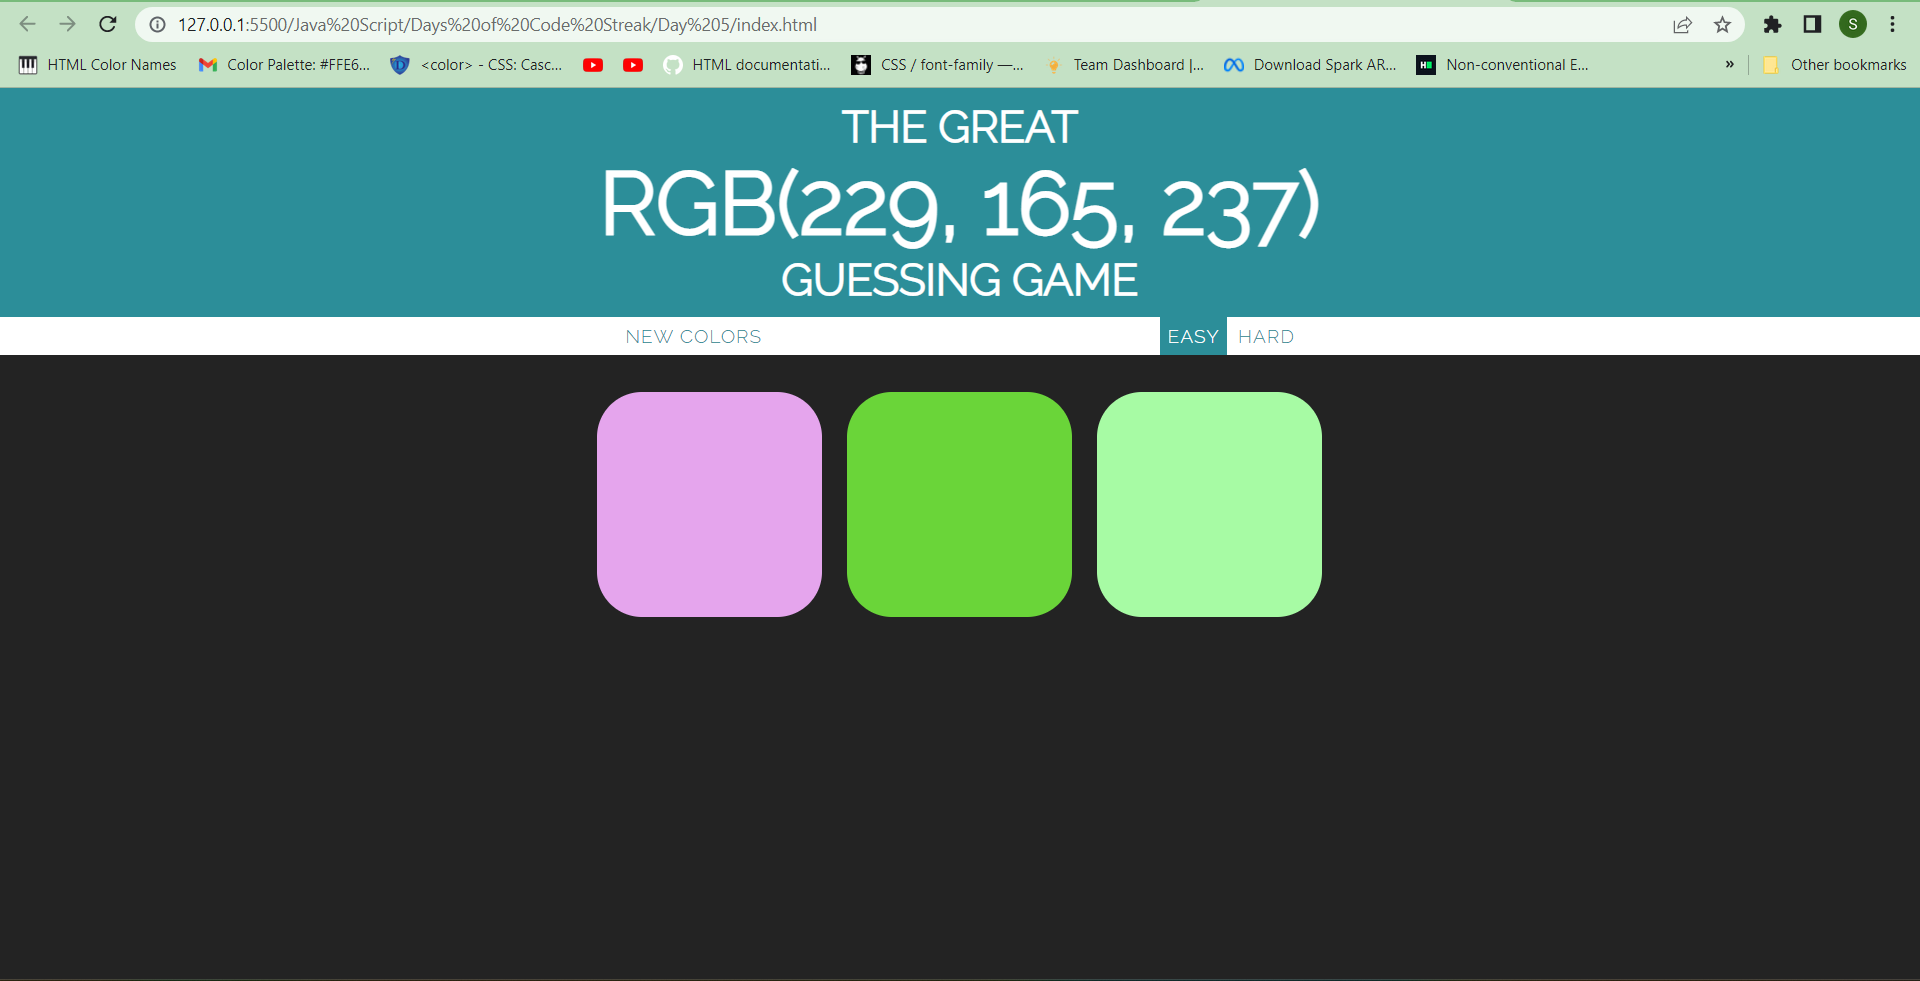 127.0.0.1:5500/Java%20Script/Days%20of%20Code%20Streak/Day%205/index.html
S
HTML Color Names Color Palette: #FFE6... <color> - CSS: Casc... HTML documentati... CSS / font-family —... Team Dashboard |... Download Spark AR... Non-conventional E... » Other bookmarks
THE GREAT
RGB(229, 165, 237)
GUESSING GAME
NEW COLORS EASY HARD